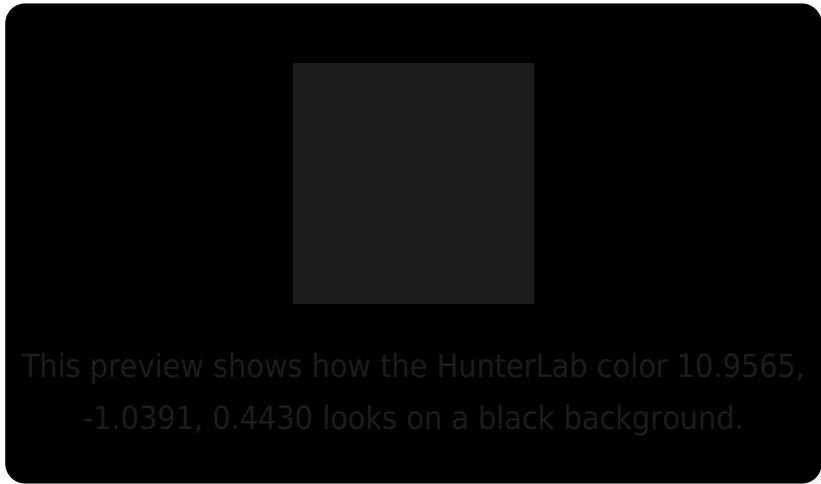 This preview shows how the HunterLab color 10.9565,
-1.0391, 0.4430 looks on a black background.